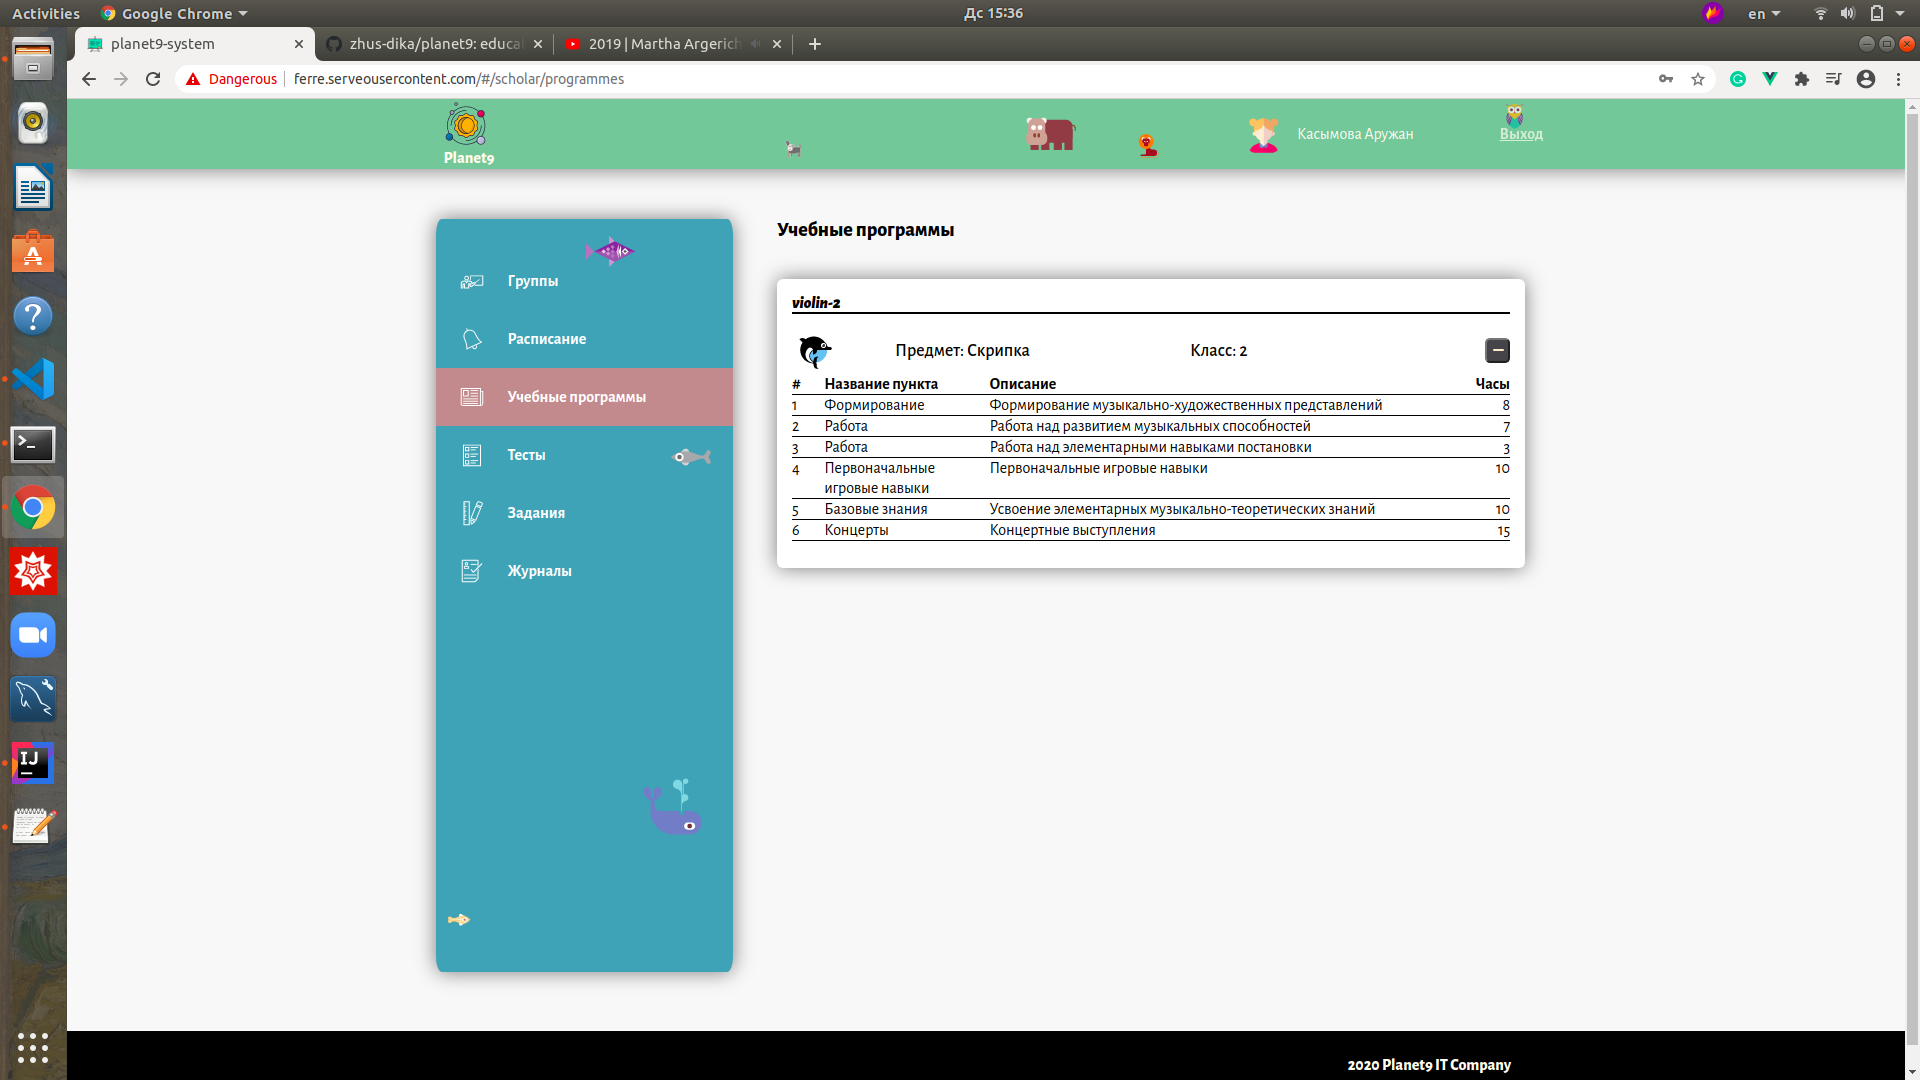 Activities
Google Chrome
Дс 15:36
en
planet9-system
zhus-dika/planet9: educa
2019 | Martha Argerich
Dangerous
ferre.serveousercontent.com/#/scholar/programmes
Planet9
Касымова Аружан
Выход
Группы
Расписание
Учебные программы
Тесты
Задания
Журналы
Учебные программы
violin-2
Предмет: Скрипка
Класс: 2
# Название пункта Описание Часы
1 Формирование Формирование музыкально-художественных представлений 8
2 Работа Работа над развитием музыкальных способностей 7
3 Работа Работа над элементарными навыками постановки 3
4 Первоначальные Первоначальные игровые навыки 10
игровые навыки
5 Базовые знания Усвоение элементарных музыкально-теоретических знаний 10
6 Концерты Концертные выступления 15
2020 Planet9 IT Company